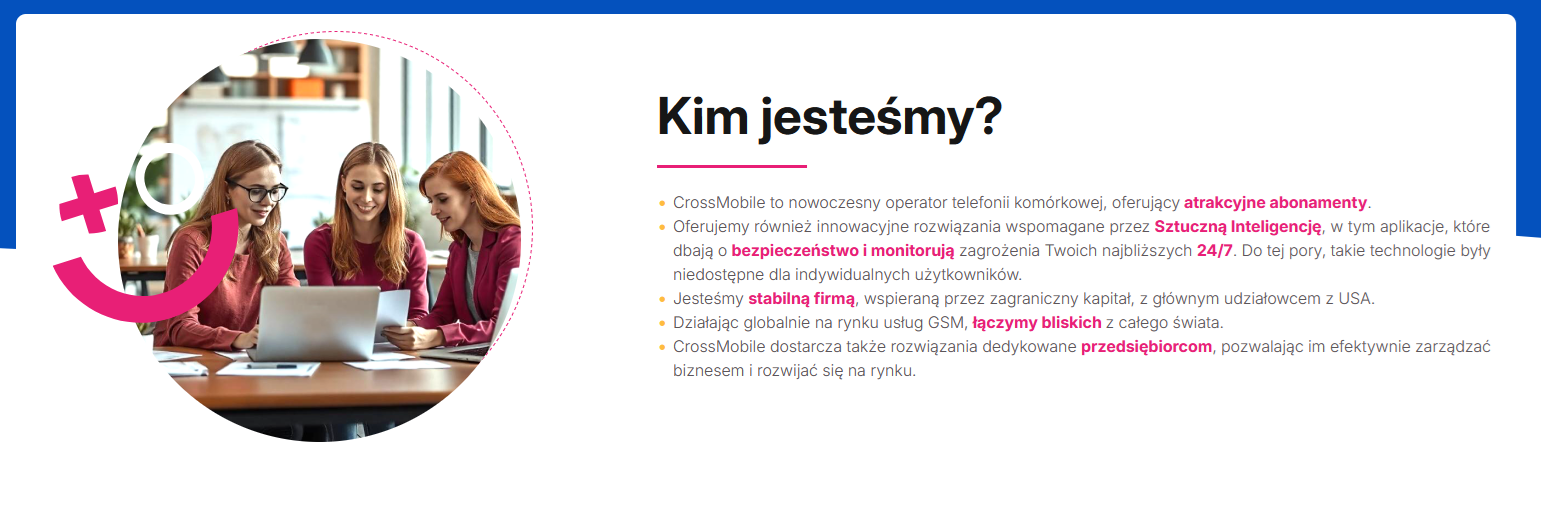 Kim jesteśmy?
CrossMobile to nowoczesny operator telefonii komórkowej, oferujący atrakcyjne abonamenty.
Oferujemy również innowacyjne rozwiązania wspomagane przez Sztuczną Inteligencję, w tym aplikacje, które
dbają o bezpieczeństwo i monitorują zagrożenia Twoich najbliższych 24/7. Do tej pory, takie technologie były
niedostępne dla indywidualnych użytkowników.
Jesteśmy stabilną firmą, wspieraną przez zagraniczny kapitał, z głównym udziałowcem z USA.
Działając globalnie na rynku usług GSM, łączymy bliskich z całego świata.
CrossMobile dostarcza także rozwiązania dedykowane przedsiębiorcom, pozwalając im efektywnie zarządzać
biznesem i rozwijać się na rynku.